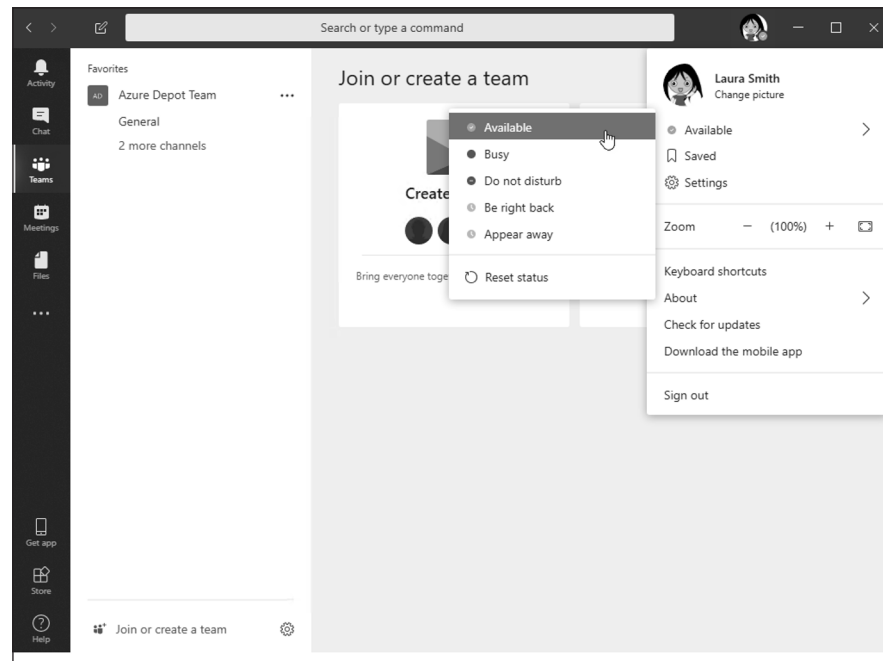 Search or type a command
Activity
Chat
Teams
Meetings
Files
Get app
Store
Help
Favorites
AD Azure Depot Team
General
2 more channels
Join or create a team
Join or create a team
Create
Bring everyone toge
Available
Busy
Do not disturb
Be right back
Appear away
Reset status
Laura Smith
Change picture
Available
Saved
Settings
Zoom − (100%) +
Keyboard shortcuts
About
Check for updates
Download the mobile app
Sign out